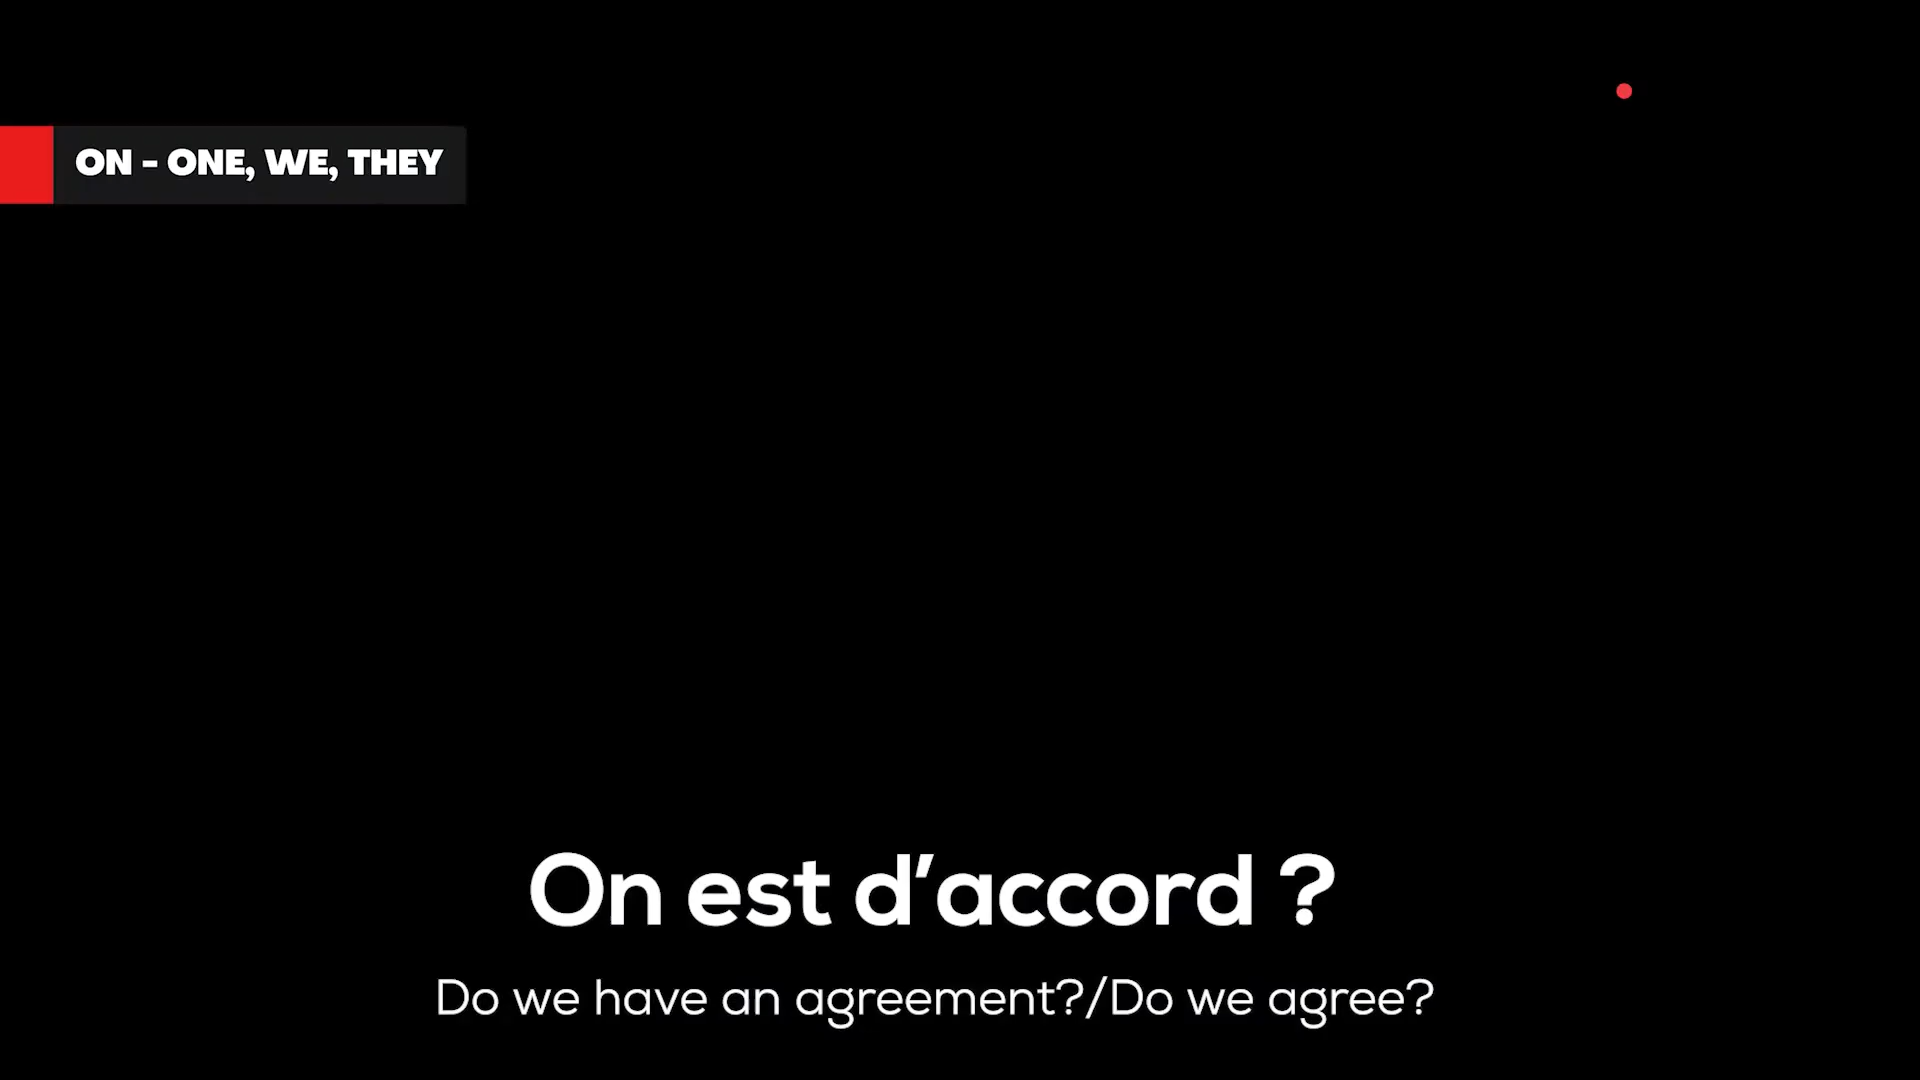 ON - ONE, WE, THEY
On est d’accord ?
Do we have an agreement?/Do we agree?